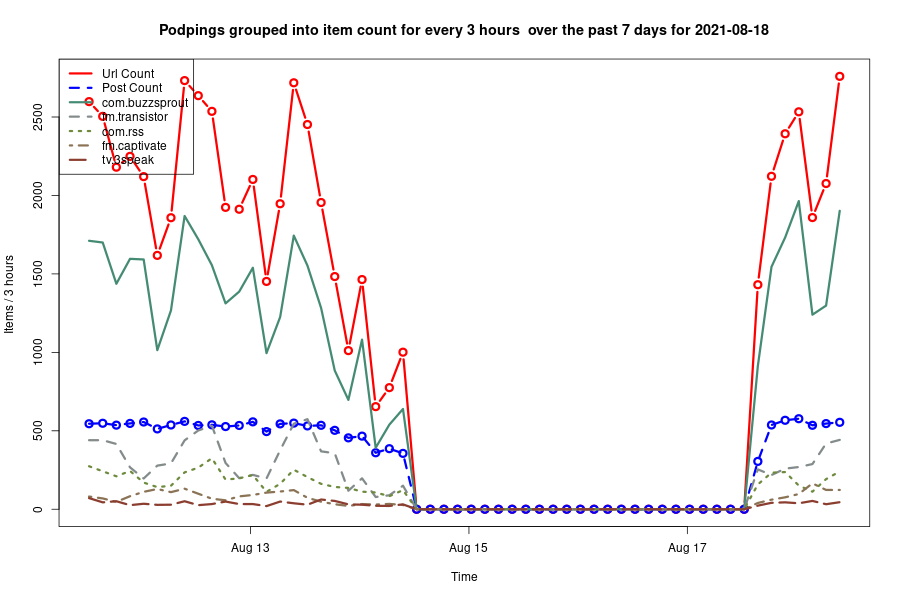 Podpings grouped into item count for every 3 hours  over the past 7 days for 2021-08-18
Url Count
Post Count
com.buzzsprout
fm.transistor
com.rss
fm.captivate
tv.3speak
2500
2000
1500
1000
500
0
Items / 3 hours
Aug 13
Aug 15
Aug 17
Time